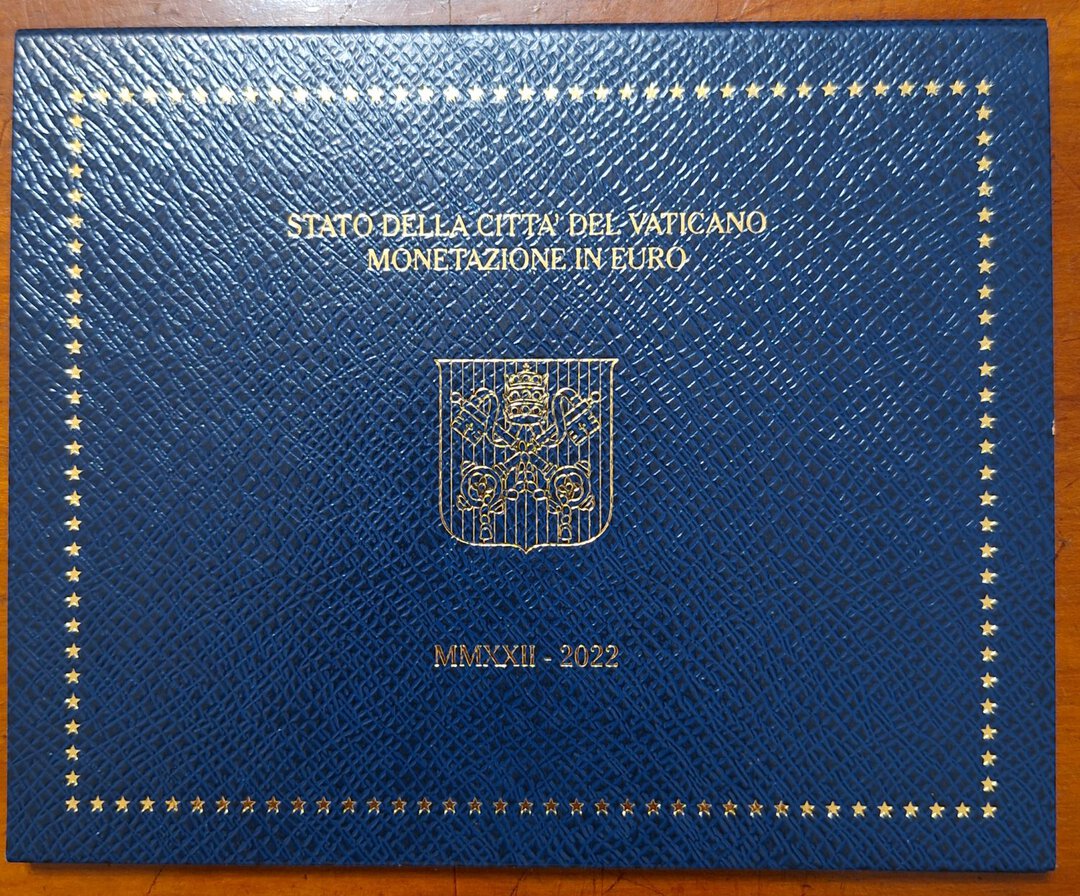 STATO DELLA CITTA' DEL VATICANO
MONETAZIONE IN EURO
MMXXII - 2022